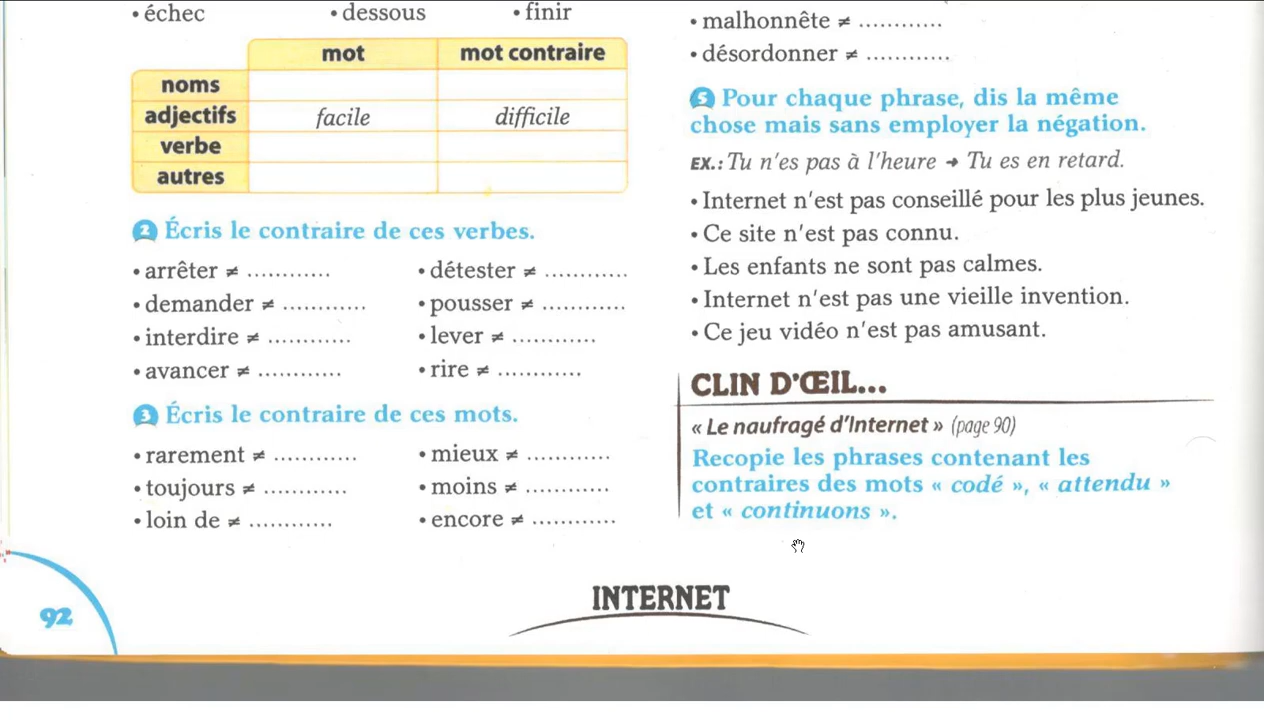 • échec • dessous • finir
mot mot contraire
noms
adjectifs facile difficile
verbe
autres
2 Écris le contraire de ces verbes.
• arrêter ≠ ............ • détester ≠ ............
• demander ≠ ............ • pousser ≠ ............
• interdire ≠ ............ • lever ≠ ............
• avancer ≠ ............ • rire ≠ ............
3 Écris le contraire de ces mots.
• rarement ≠ ............ • mieux ≠ ............
• toujours ≠ ............ • moins ≠ ............
• loin de ≠ ............ • encore ≠ ............
• malhonnête ≠ ............
• désordonner ≠ ............
5 Pour chaque phrase, dis la même
chose mais sans employer la négation.
EX.: Tu n'es pas à l'heure → Tu es en retard.
• Internet n'est pas conseillé pour les plus jeunes.
• Ce site n'est pas connu.
• Les enfants ne sont pas calmes.
• Internet n'est pas une vieille invention.
• Ce jeu vidéo n'est pas amusant.
CLIN D'ŒIL...
« Le naufragé d'Internet » (page 90)
Recopie les phrases contenant les
contraires des mots « codé », « attendu »
et « continuons ».
92
INTERNET